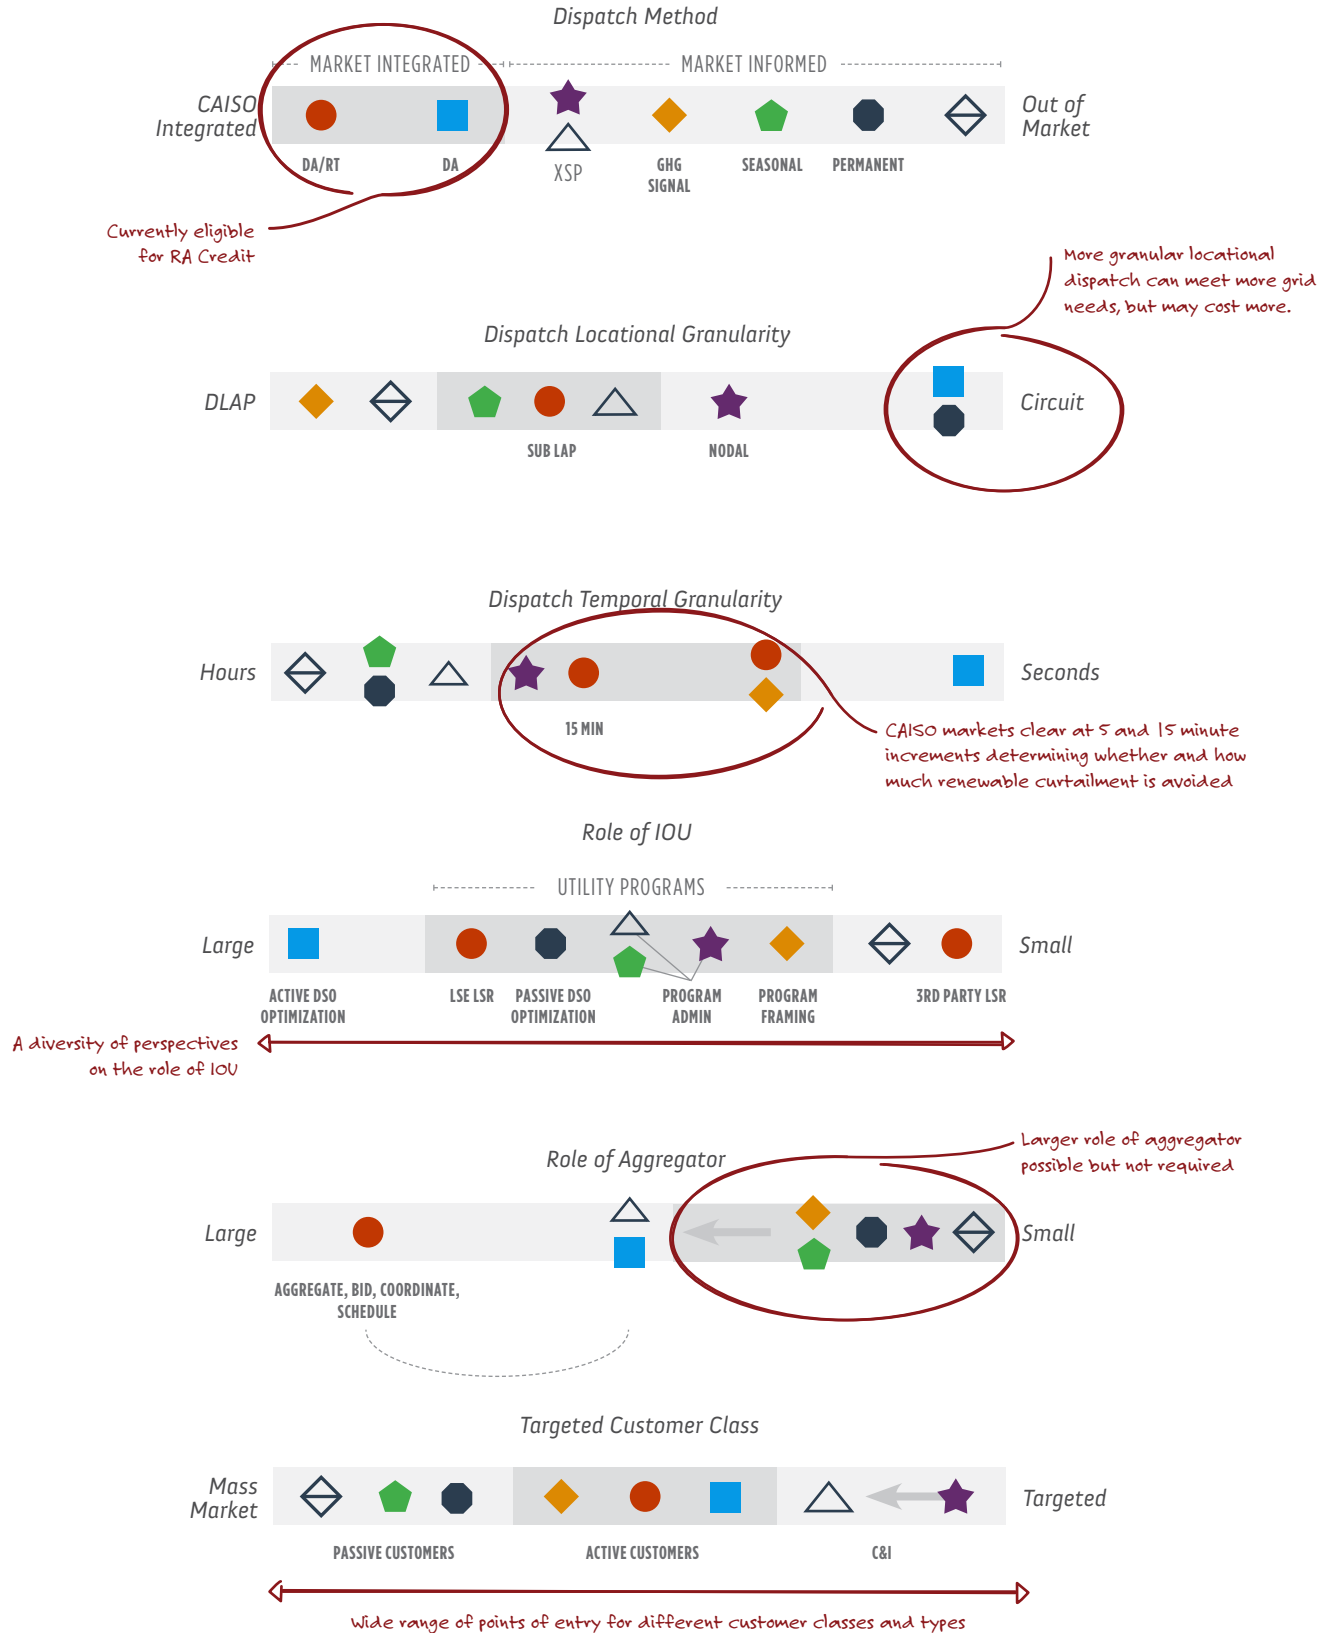 Dispatch Method
MARKET INTEGRATED
MARKET INFORMED
CAISO
Integrated
Out of
Market
DA/RT
DA
XSP
GHG
SIGNAL
SEASONAL
PERMANENT
Currently eligible
for RA Credit
More granular locational
dispatch can meet more grid
needs, but may cost more.
Dispatch Locational Granularity
DLAP
Circuit
SUB LAP
NODAL
Dispatch Temporal Granularity
Hours
Seconds
15 MIN
CAISO markets clear at 5 and 15 minute
increments determining whether and how
much renewable curtailment is avoided
Role of IOU
UTILITY PROGRAMS
Large
Small
ACTIVE DSO
OPTIMIZATION
LSE LSR
PASSIVE DSO
OPTIMIZATION
PROGRAM
ADMIN
PROGRAM
FRAMING
3RD PARTY LSR
A diversity of perspectives
on the role of IOU
Larger role of aggregator
possible but not required
Role of Aggregator
Large
Small
AGGREGATE, BID, COORDINATE,
SCHEDULE
Targeted Customer Class
Mass
Market
Targeted
PASSIVE CUSTOMERS
ACTIVE CUSTOMERS
C&I
Wide range of points of entry for different customer classes and types